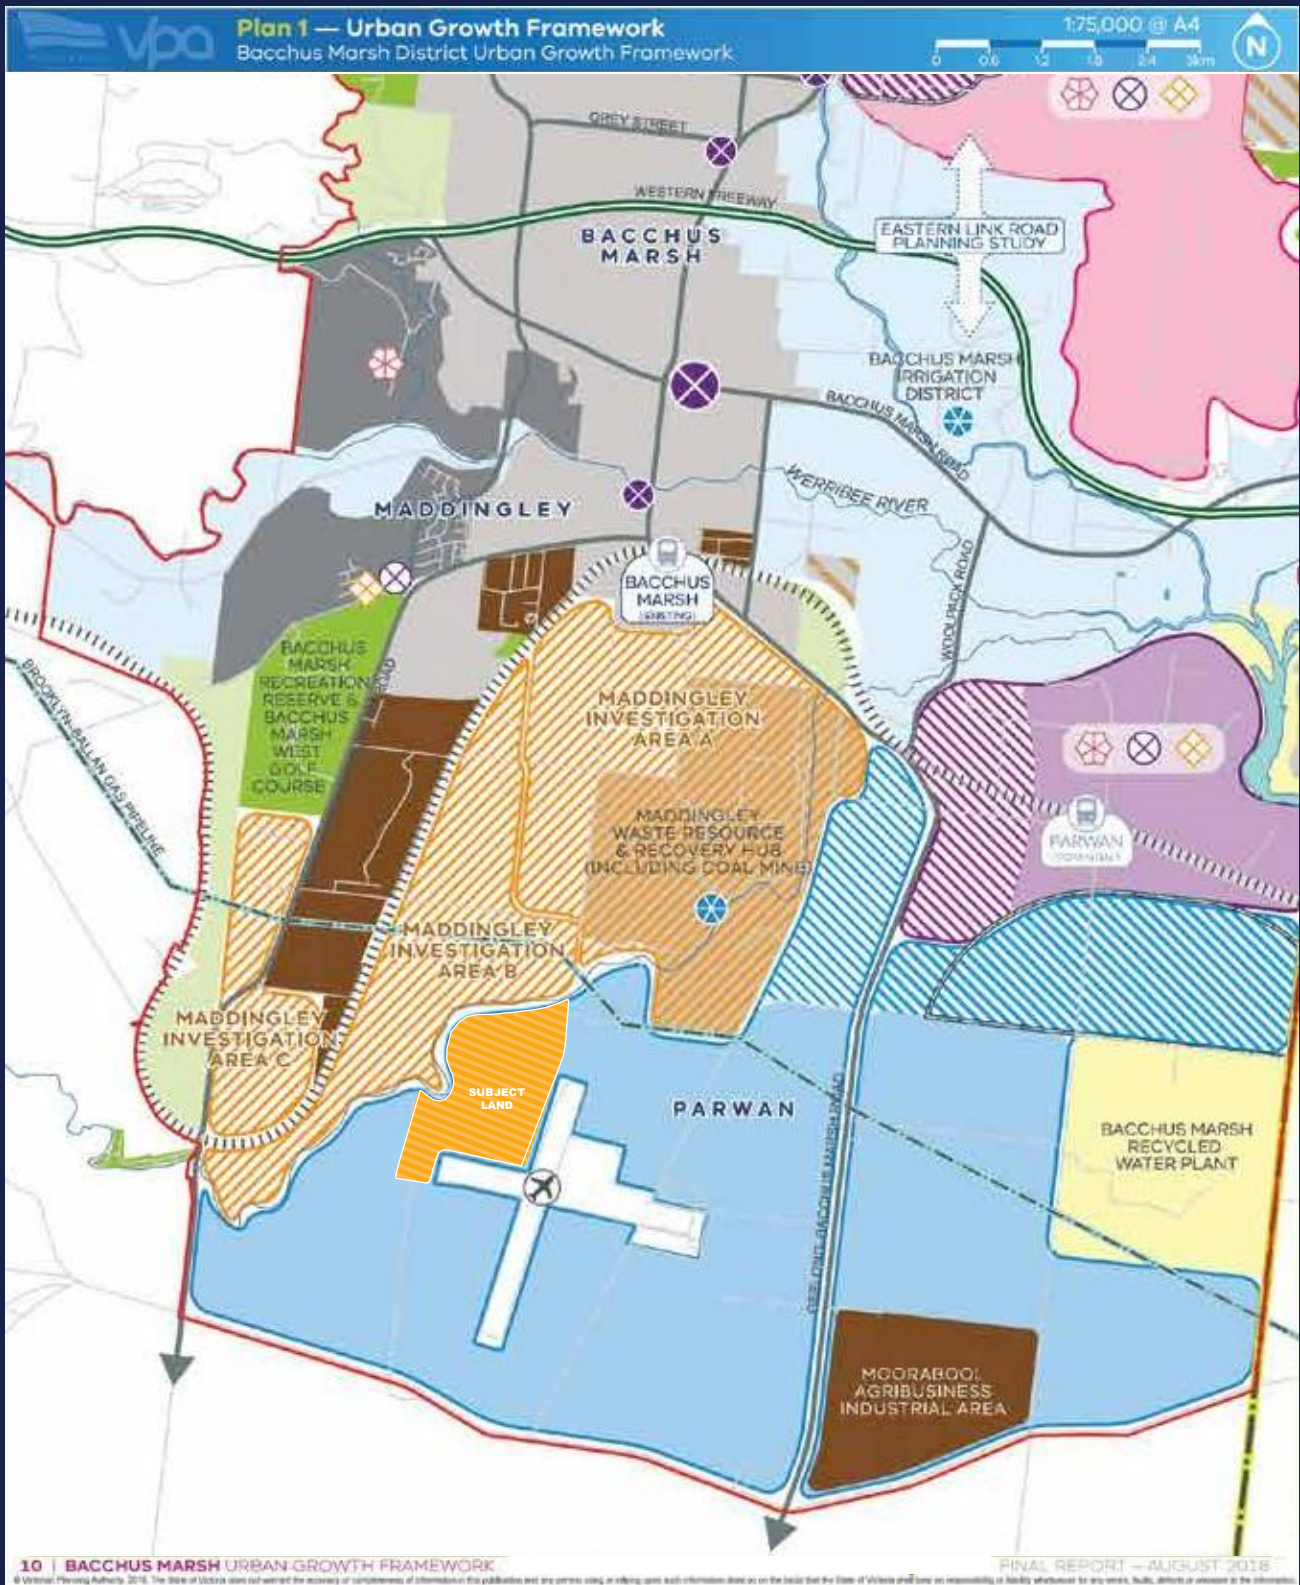 vpa
Plan 1 — Urban Growth Framework
Bacchus Marsh District Urban Growth Framework
1:75,000 @ A4
0 0.6 1.2 1.8 2.4 3km
N
GREY STREET
WESTERN FREEWAY
BACCHUS
MARSH
EASTERN LINK ROAD
PLANNING STUDY
BACCHUS MARSH
IRRIGATION
DISTRICT
BACCHUS MARSH ROAD
WERRIBEE RIVER
MADDINGLEY
WOOLPACK ROAD
BACCHUS
MARSH
(EXISTING)
BACCHUS
MARSH
RECREATION
RESERVE &
BACCHUS
MARSH
WEST
GOLF
COURSE
ROAD
BROOKLYN-BALLAN GAS PIPELINE
MADDINGLEY
INVESTIGATION
AREA A
MADDINGLEY
WASTE RESOURCE
& RECOVERY HUB
(INCLUDING COAL MINE)
PARWAN
MADDINGLEY
INVESTIGATION
AREA B
MADDINGLEY
INVESTIGATION
AREA C
SUBJECT
LAND
PARWAN
GEELONG-BACCHUS MARSH ROAD
BACCHUS MARSH
RECYCLED
WATER PLANT
MOORABOOL
AGRIBUSINESS
INDUSTRIAL AREA
10 | BACCHUS MARSH URBAN GROWTH FRAMEWORK
FINAL REPORT – AUGUST 2018